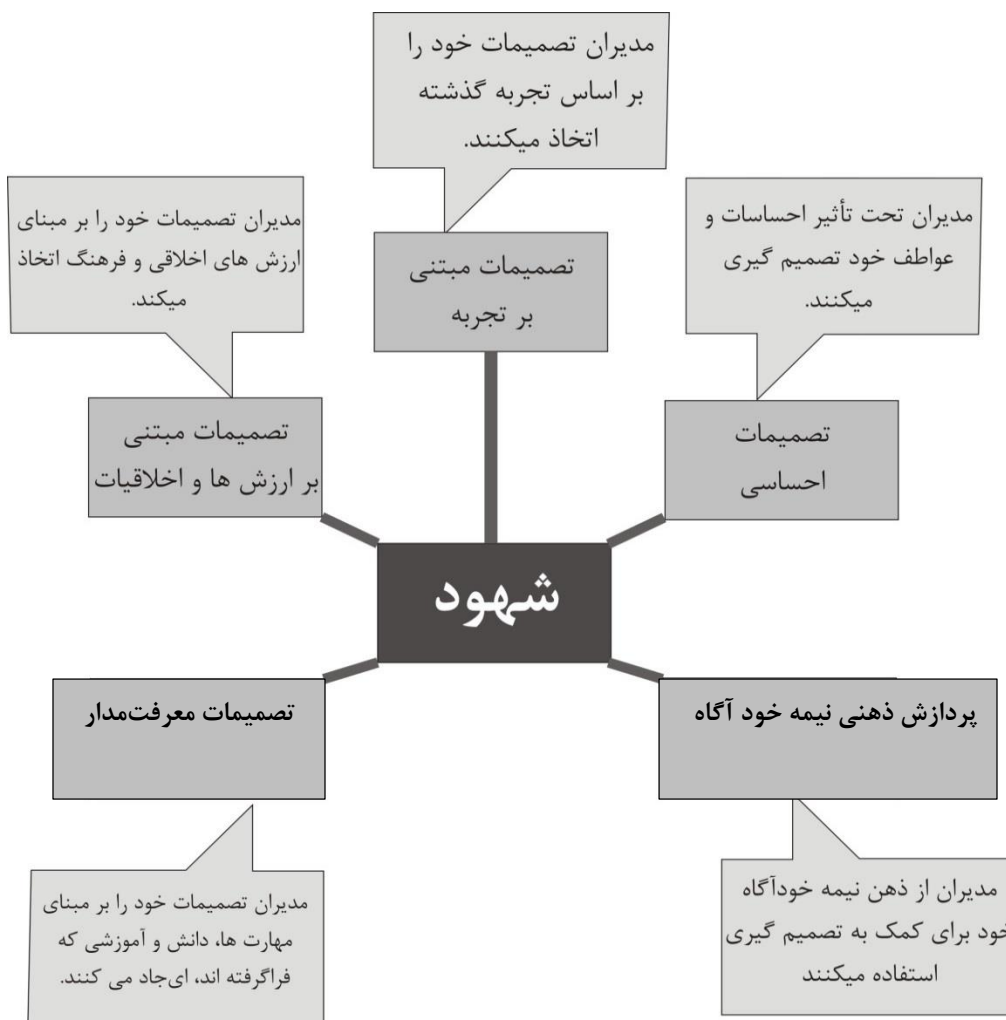 مدیران تصمیمات خود را
بر اساس تجربه گذشته
اتخاذ میکنند.
تصمیمات مبتنی
بر تجربه
مدیران تحت تأثیر احساسات و
عواطف خود تصمیم گیری
میکنند.
تصمیمات
احساسی
مدیران تصمیمات خود را بر مبنای
ارزش های اخلاقی و فرهنگ اتخاذ
میکند.
تصمیمات مبتنی
بر ارزش ها و اخلاقیات
شهود
پردازش ذهنی نیمه خود آگاه
مدیران از ذهن نیمه خودآگاه
خود برای کمک به تصمیم گیری
استفاده میکنند
تصمیمات معرفت‌مدار
مدیران تصمیمات خود را بر مبنای
مهارت ها، دانش و آموزشی که
فراگرفته اند، ای‌جاد می کنند.